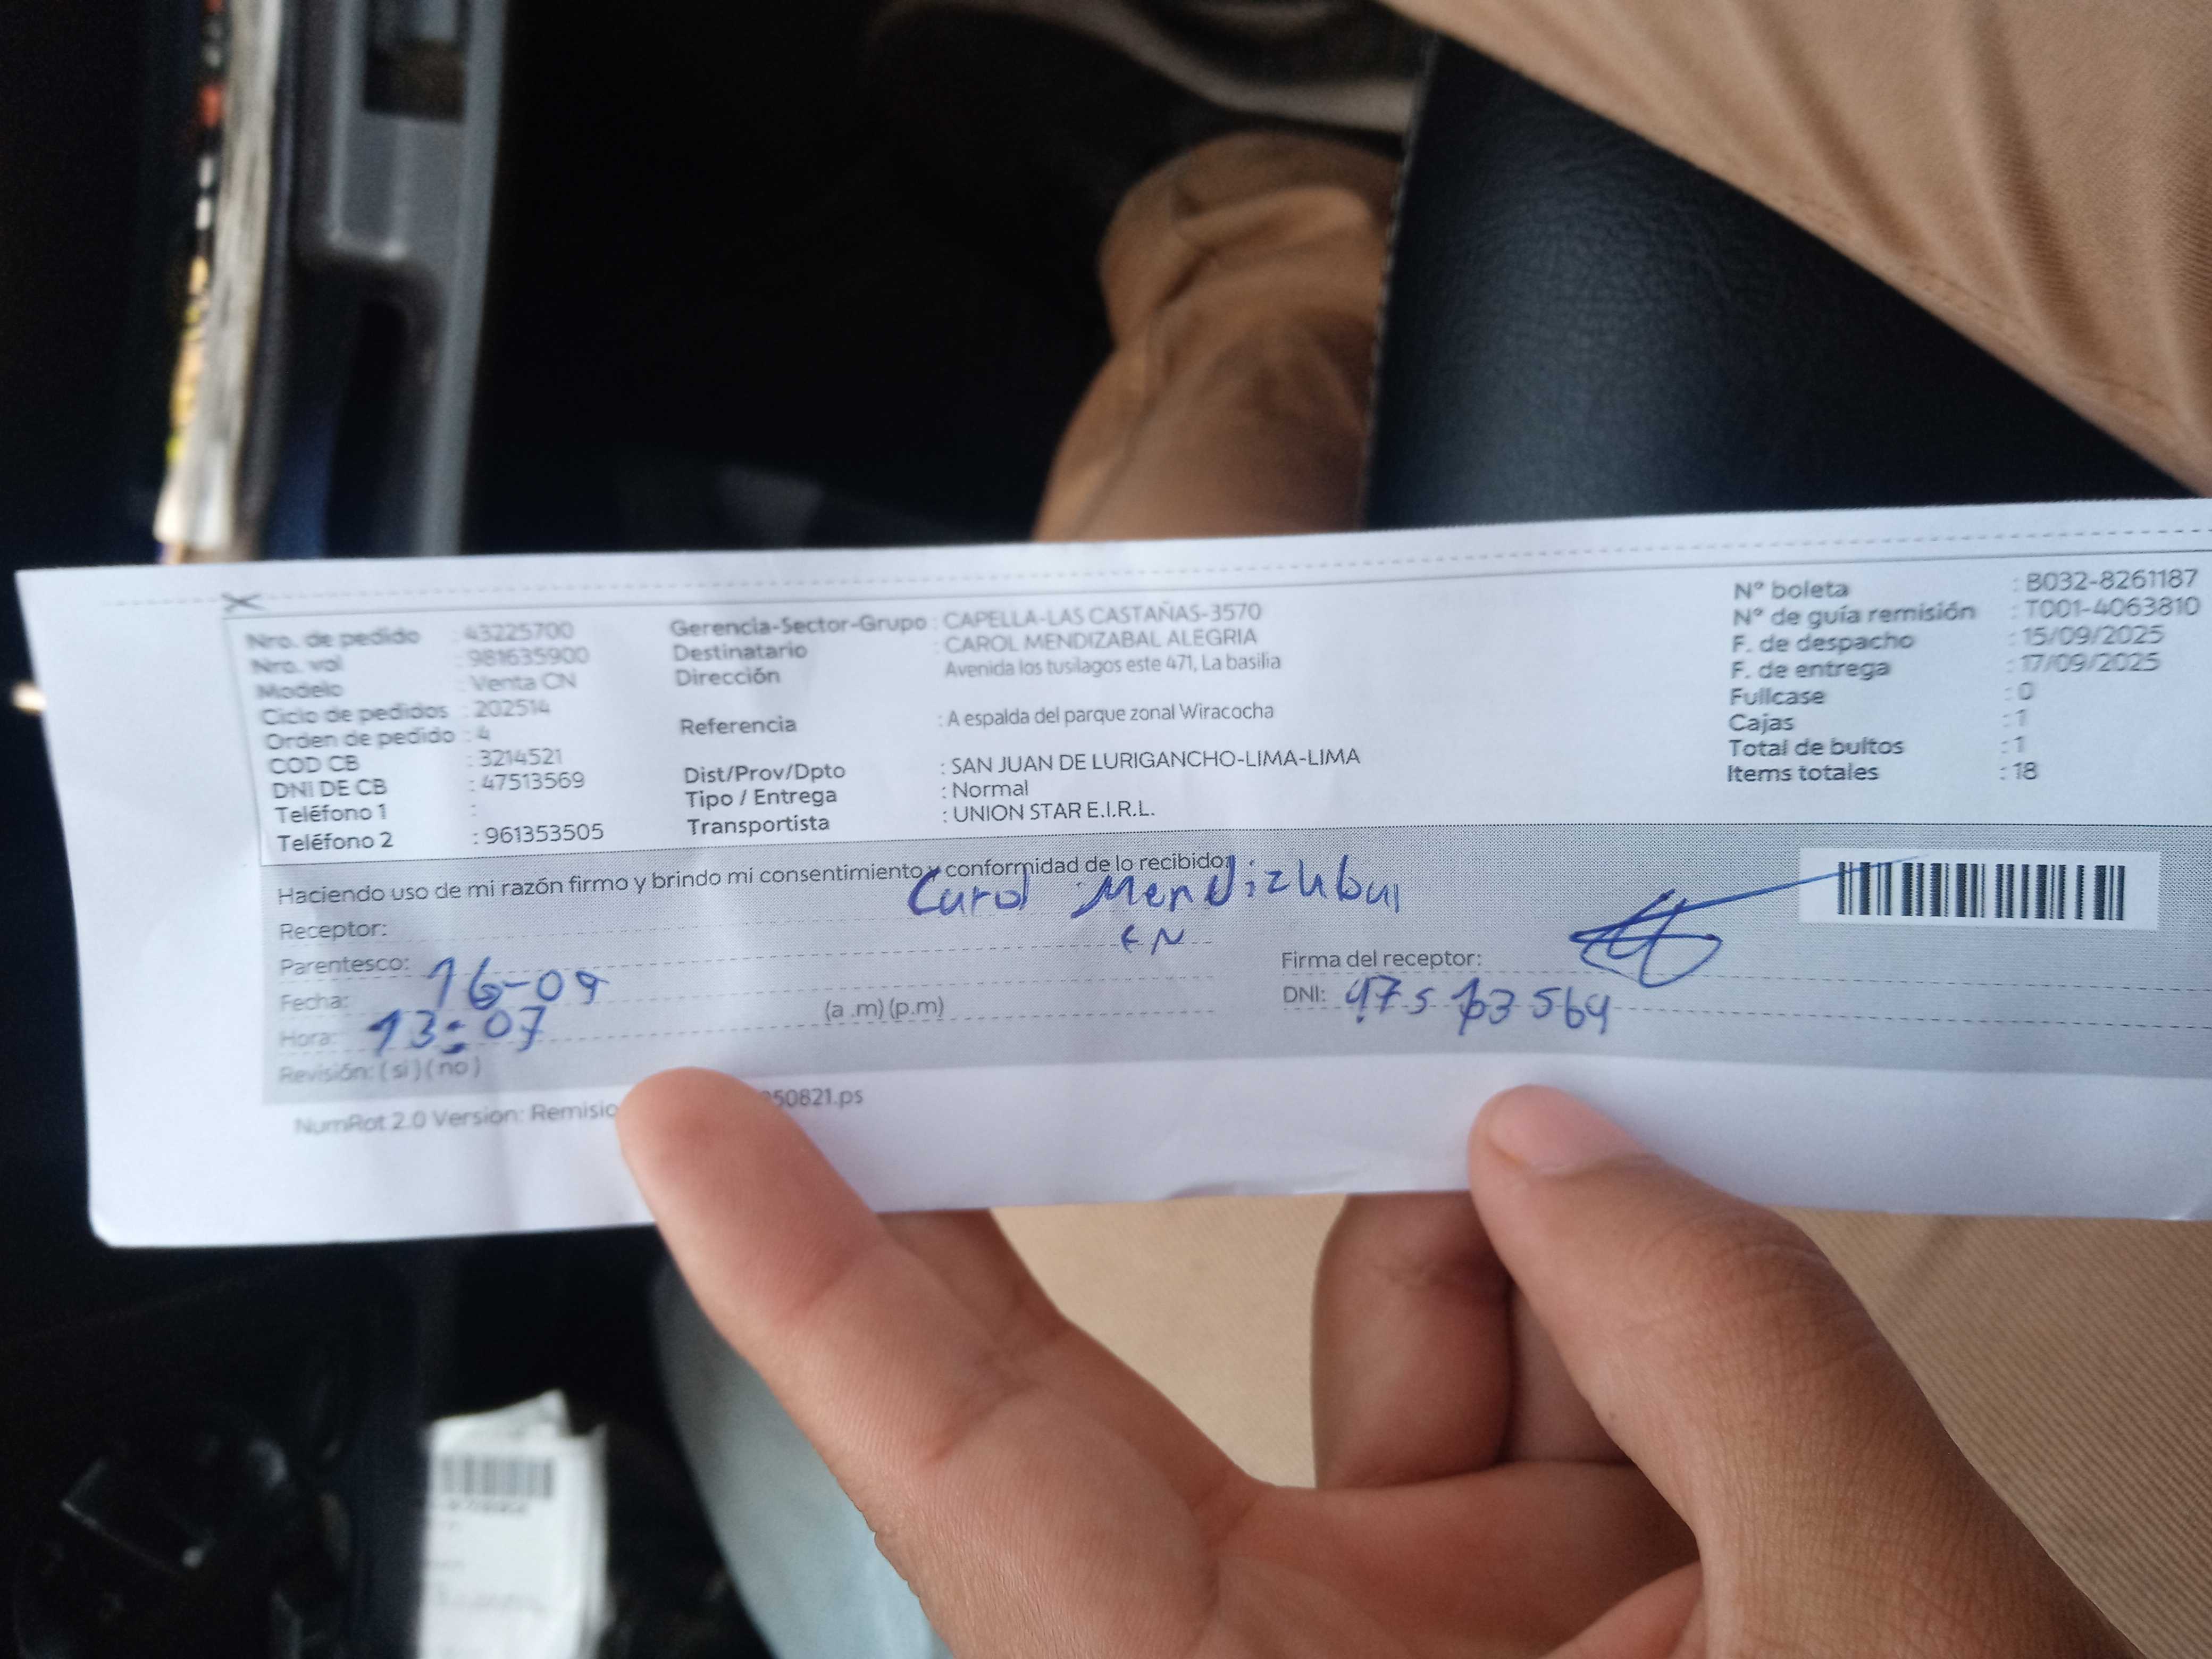 Nro. de pedido : 43225700
Nro. val : 981635900
Modelo : Venta CN
Ciclo de pedidos : 202514
Orden de pedido : 4
COD CB : 3214521
DNI DE CB : 47513569
Teléfono 1 :
Teléfono 2 : 961353505
Gerencia-Sector-Grupo : CAPELLA-LAS CASTAÑAS-3570
Destinatario : CAROL MENDIZABAL ALEGRIA
Dirección Avenida los tusilagos este 471, La basilia
Referencia : A espalda del parque zonal Wiracocha
Dist/Prov/Dpto : SAN JUAN DE LURIGANCHO-LIMA-LIMA
Tipo / Entrega : Normal
Transportista : UNION STAR E.I.R.L.
N° boleta : B032-8261187
N° de guía remisión : T001-4063810
F. de despacho : 15/09/2025
F. de entrega : 17/09/2025
Fullcase : 0
Cajas : 1
Total de bultos : 1
Items totales : 18
Haciendo uso de mi razón firmo y brindo mi consentimiento y conformidad de lo recibido:
Receptor: Carol Mendizabal
Parentesco:
Fecha: 16-09
Hora: 13:07 (a .m) (p.m)
Revisión: ( si ) ( no )
Firma del receptor:
DNI:
NumRot 2.0 Version: Remisio 50821.ps